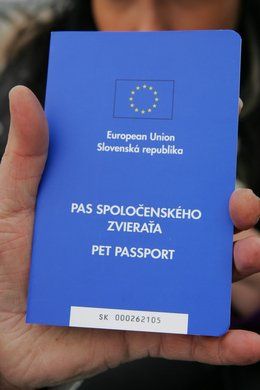 European Union
Slovenská republika
PAS SPOLOČENSKÉHO
ZVIERAŤA
PET PASSPORT
SK 000262105